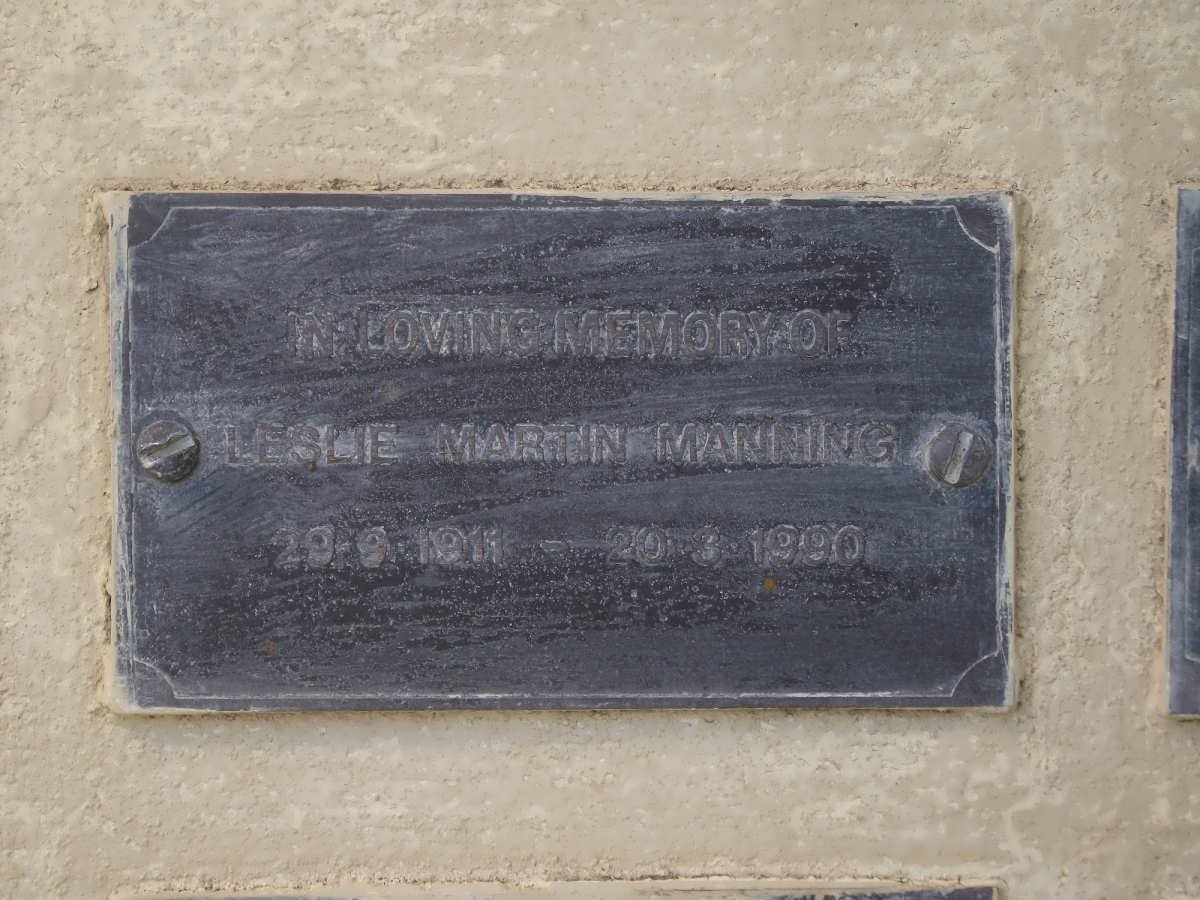 IN LOVING MEMORY OF
LESLIE MARTIN MANNING
29·9·1911 – 20·3·1990